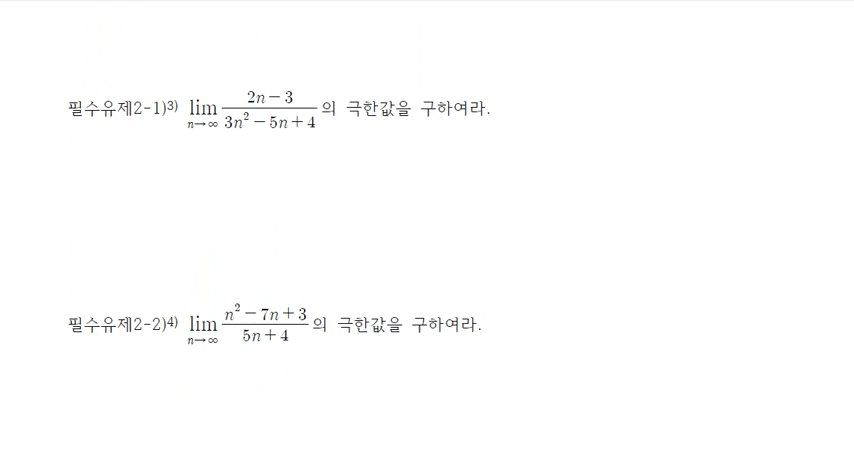 필수유제2-1)3) lim n→∞ (2n-3)/(3n²-5n+4) 의 극한값을 구하여라.
필수유제2-2)4) lim n→∞ (n²-7n+3)/(5n+4) 의 극한값을 구하여라.